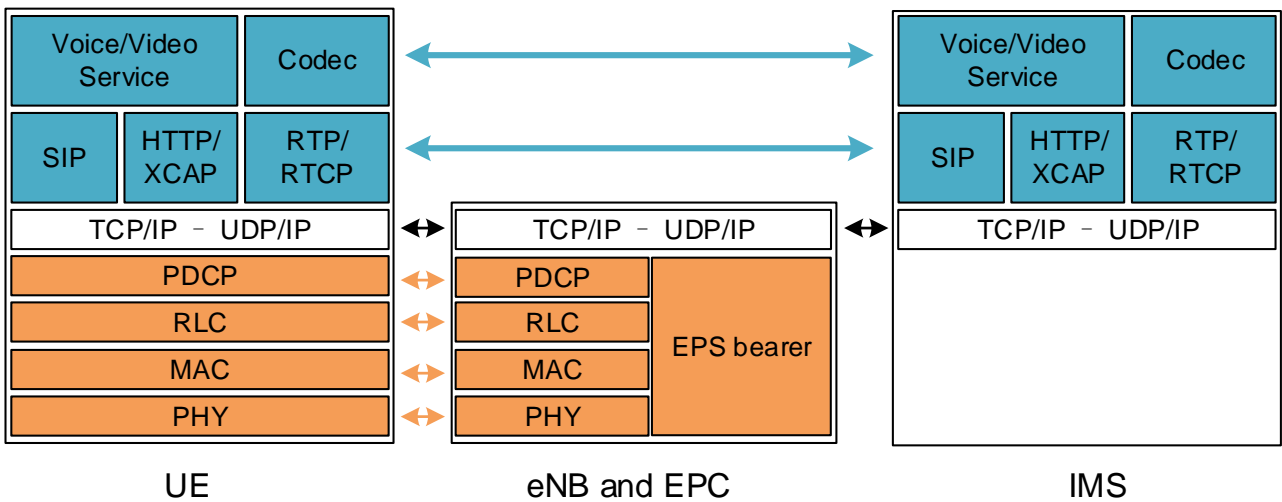 Voice/Video
Service
Codec
SIP
HTTP/
XCAP
RTP/
RTCP
TCP/IP – UDP/IP
PDCP
RLC
MAC
PHY
UE
TCP/IP – UDP/IP
PDCP
RLC
MAC
PHY
EPS bearer
eNB and EPC
Voice/Video
Service
Codec
SIP
HTTP/
XCAP
RTP/
RTCP
TCP/IP – UDP/IP
IMS